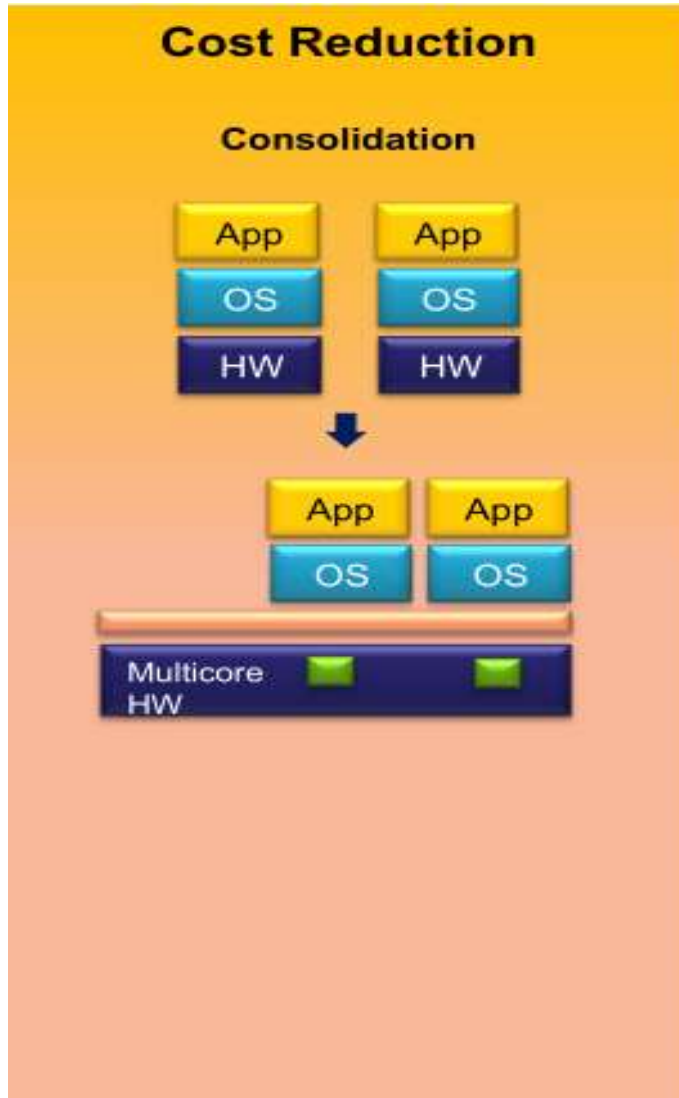 Cost Reduction
Consolidation
App App
OS OS
HW HW
App App
OS OS
Multicore
HW